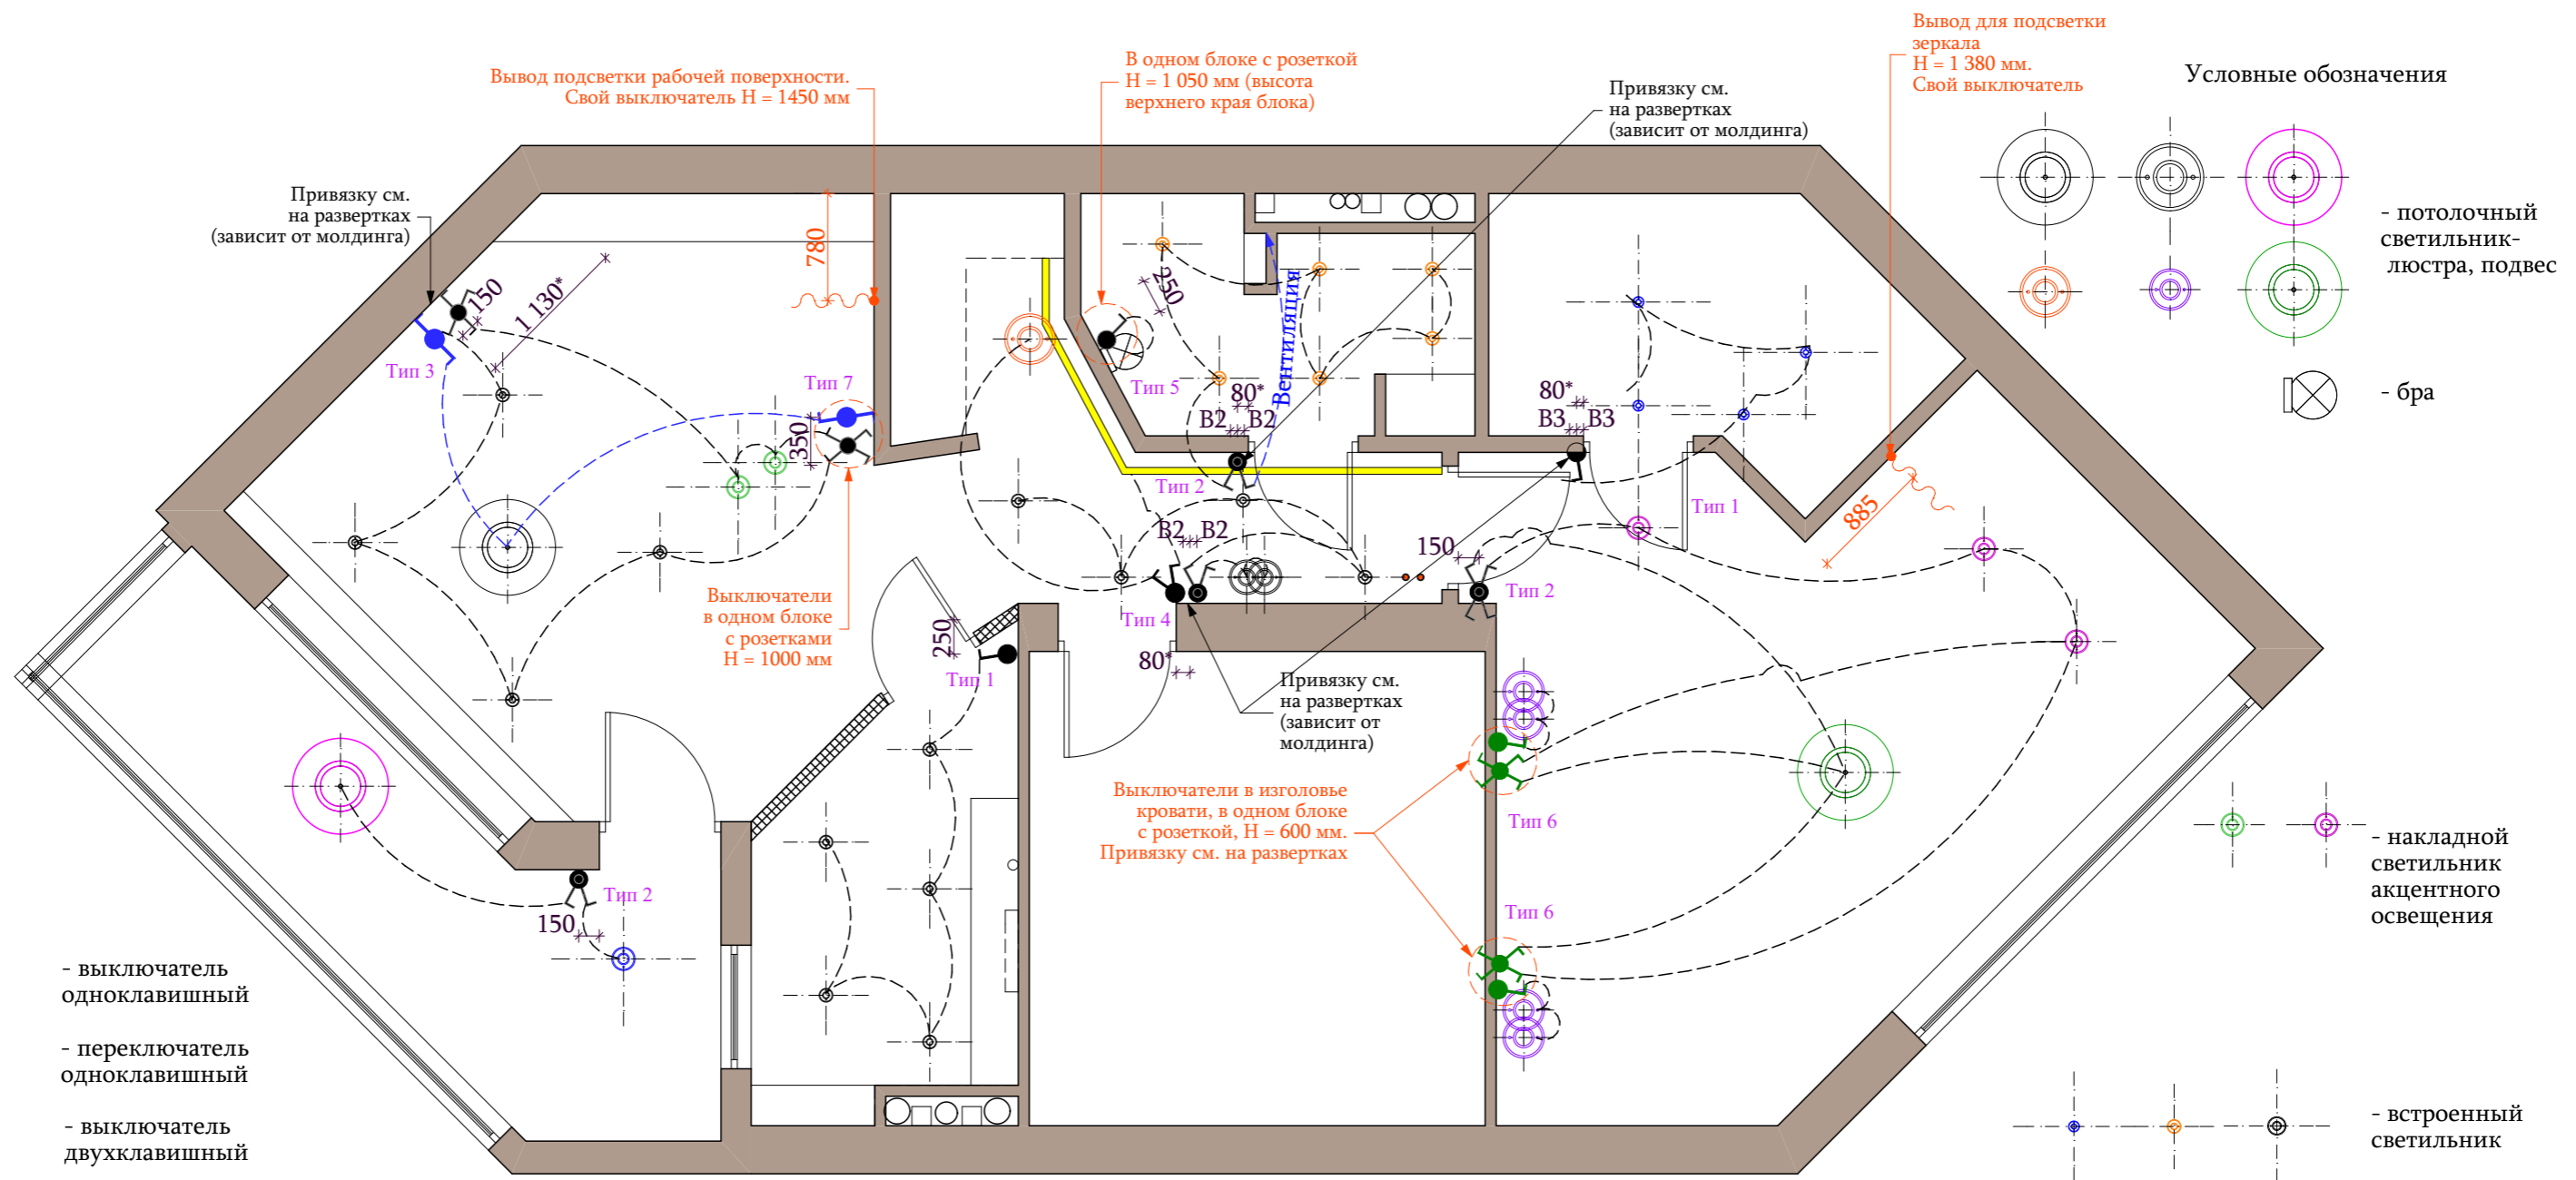 Вывод для подсветки
зеркала
H = 1 380 мм.
Свой выключатель
Условные обозначения
В одном блоке с розеткой
H = 1 050 мм (высота
верхнего края блока)
Вывод подсветки рабочей поверхности.
Свой выключатель H = 1450 мм
Привязку см.
на развертках
(зависит от молдинга)
Привязку см.
на развертках
(зависит от молдинга)
- потолочный
светильник-
люстра, подвес
780
250
150
1 130*
Вентиляция
Тип 3
Тип 7
Тип 5
80*
В2 В2
80*
В3 В3
- бра
350
Тип 2
Тип 1
885
В2 В2
150
Тип 2
Выключатели
в одном блоке
с розетками
H = 1000 мм
Тип 4
250
80*
Тип 1
Привязку см.
на развертках
(зависит от
молдинга)
Выключатели в изголовье
кровати, в одном блоке
с розеткой, H = 600 мм.
Привязку см. на развертках
Тип 6
- накладной
светильник
акцентного
освещения
Тип 2
150
Тип 6
- выключатель
одноклавишный
- переключатель
одноклавишный
- выключатель
двухклавишный
- встроенный
светильник